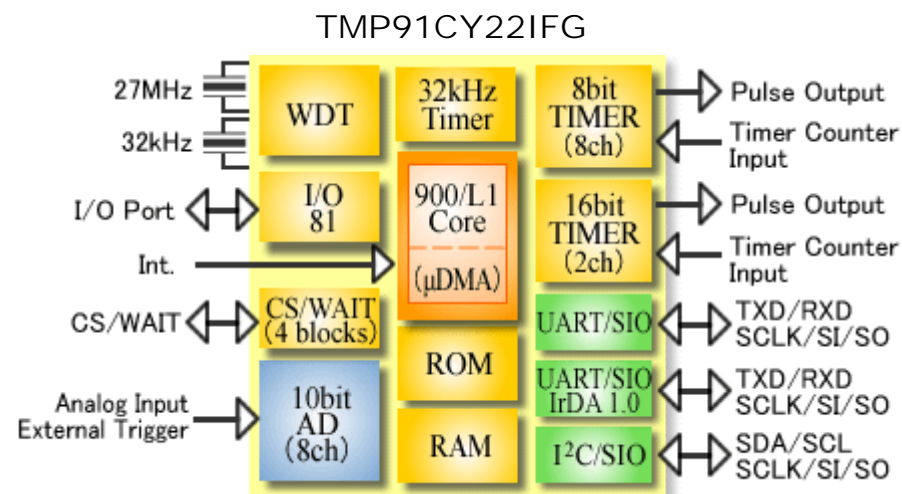 TMP91CY22IFG
27MHz
32kHz
I/O Port
Int.
CS/WAIT
Analog Input
External Trigger
WDT
I/O
81
CS/WAIT
(4 blocks)
10bit
AD
(8ch)
32kHz
Timer
900/L1
Core
(μDMA)
ROM
RAM
8bit
TIMER
(8ch)
16bit
TIMER
(2ch)
UART/SIO
UART/SIO
IrDA 1.0
I²C/SIO
Pulse Output
Timer Counter
Input
Pulse Output
Timer Counter
Input
TXD/RXD
SCLK/SI/SO
TXD/RXD
SCLK/SI/SO
SDA/SCL
SCLK/SI/SO